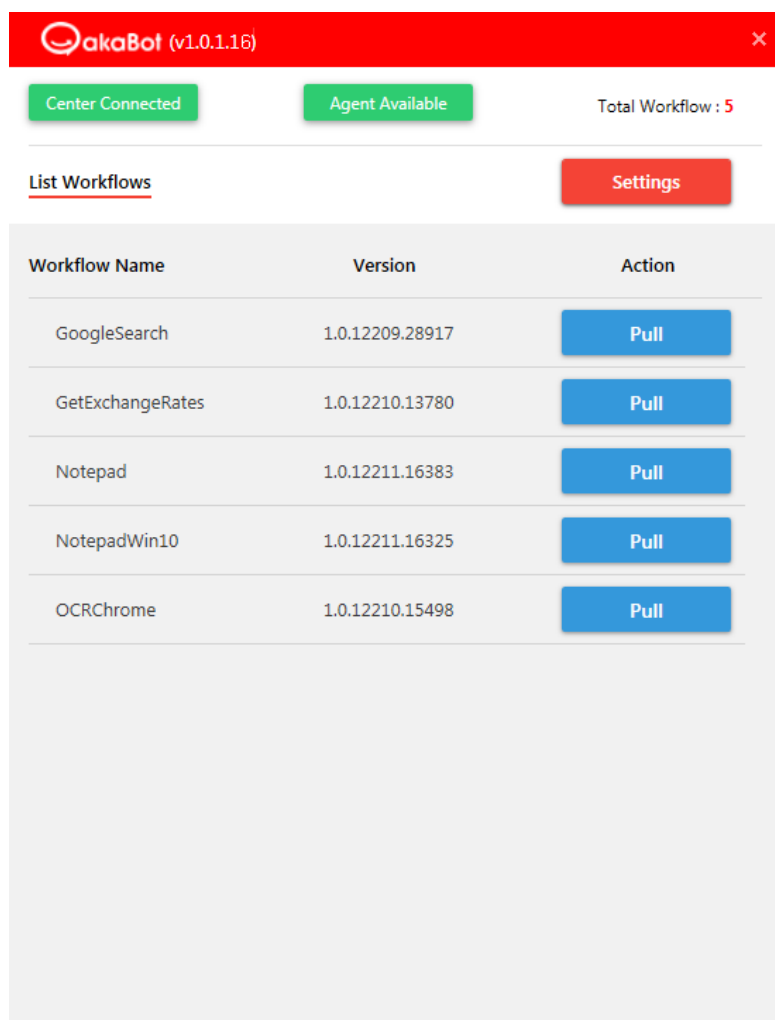 akaBot (v1.0.1.16)
Center Connected Agent Available Total Workflow : 5
List Workflows Settings
Workflow Name Version Action
GoogleSearch 1.0.12209.28917 Pull
GetExchangeRates 1.0.12210.13780 Pull
Notepad 1.0.12211.16383 Pull
NotepadWin10 1.0.12211.16325 Pull
OCRChrome 1.0.12210.15498 Pull